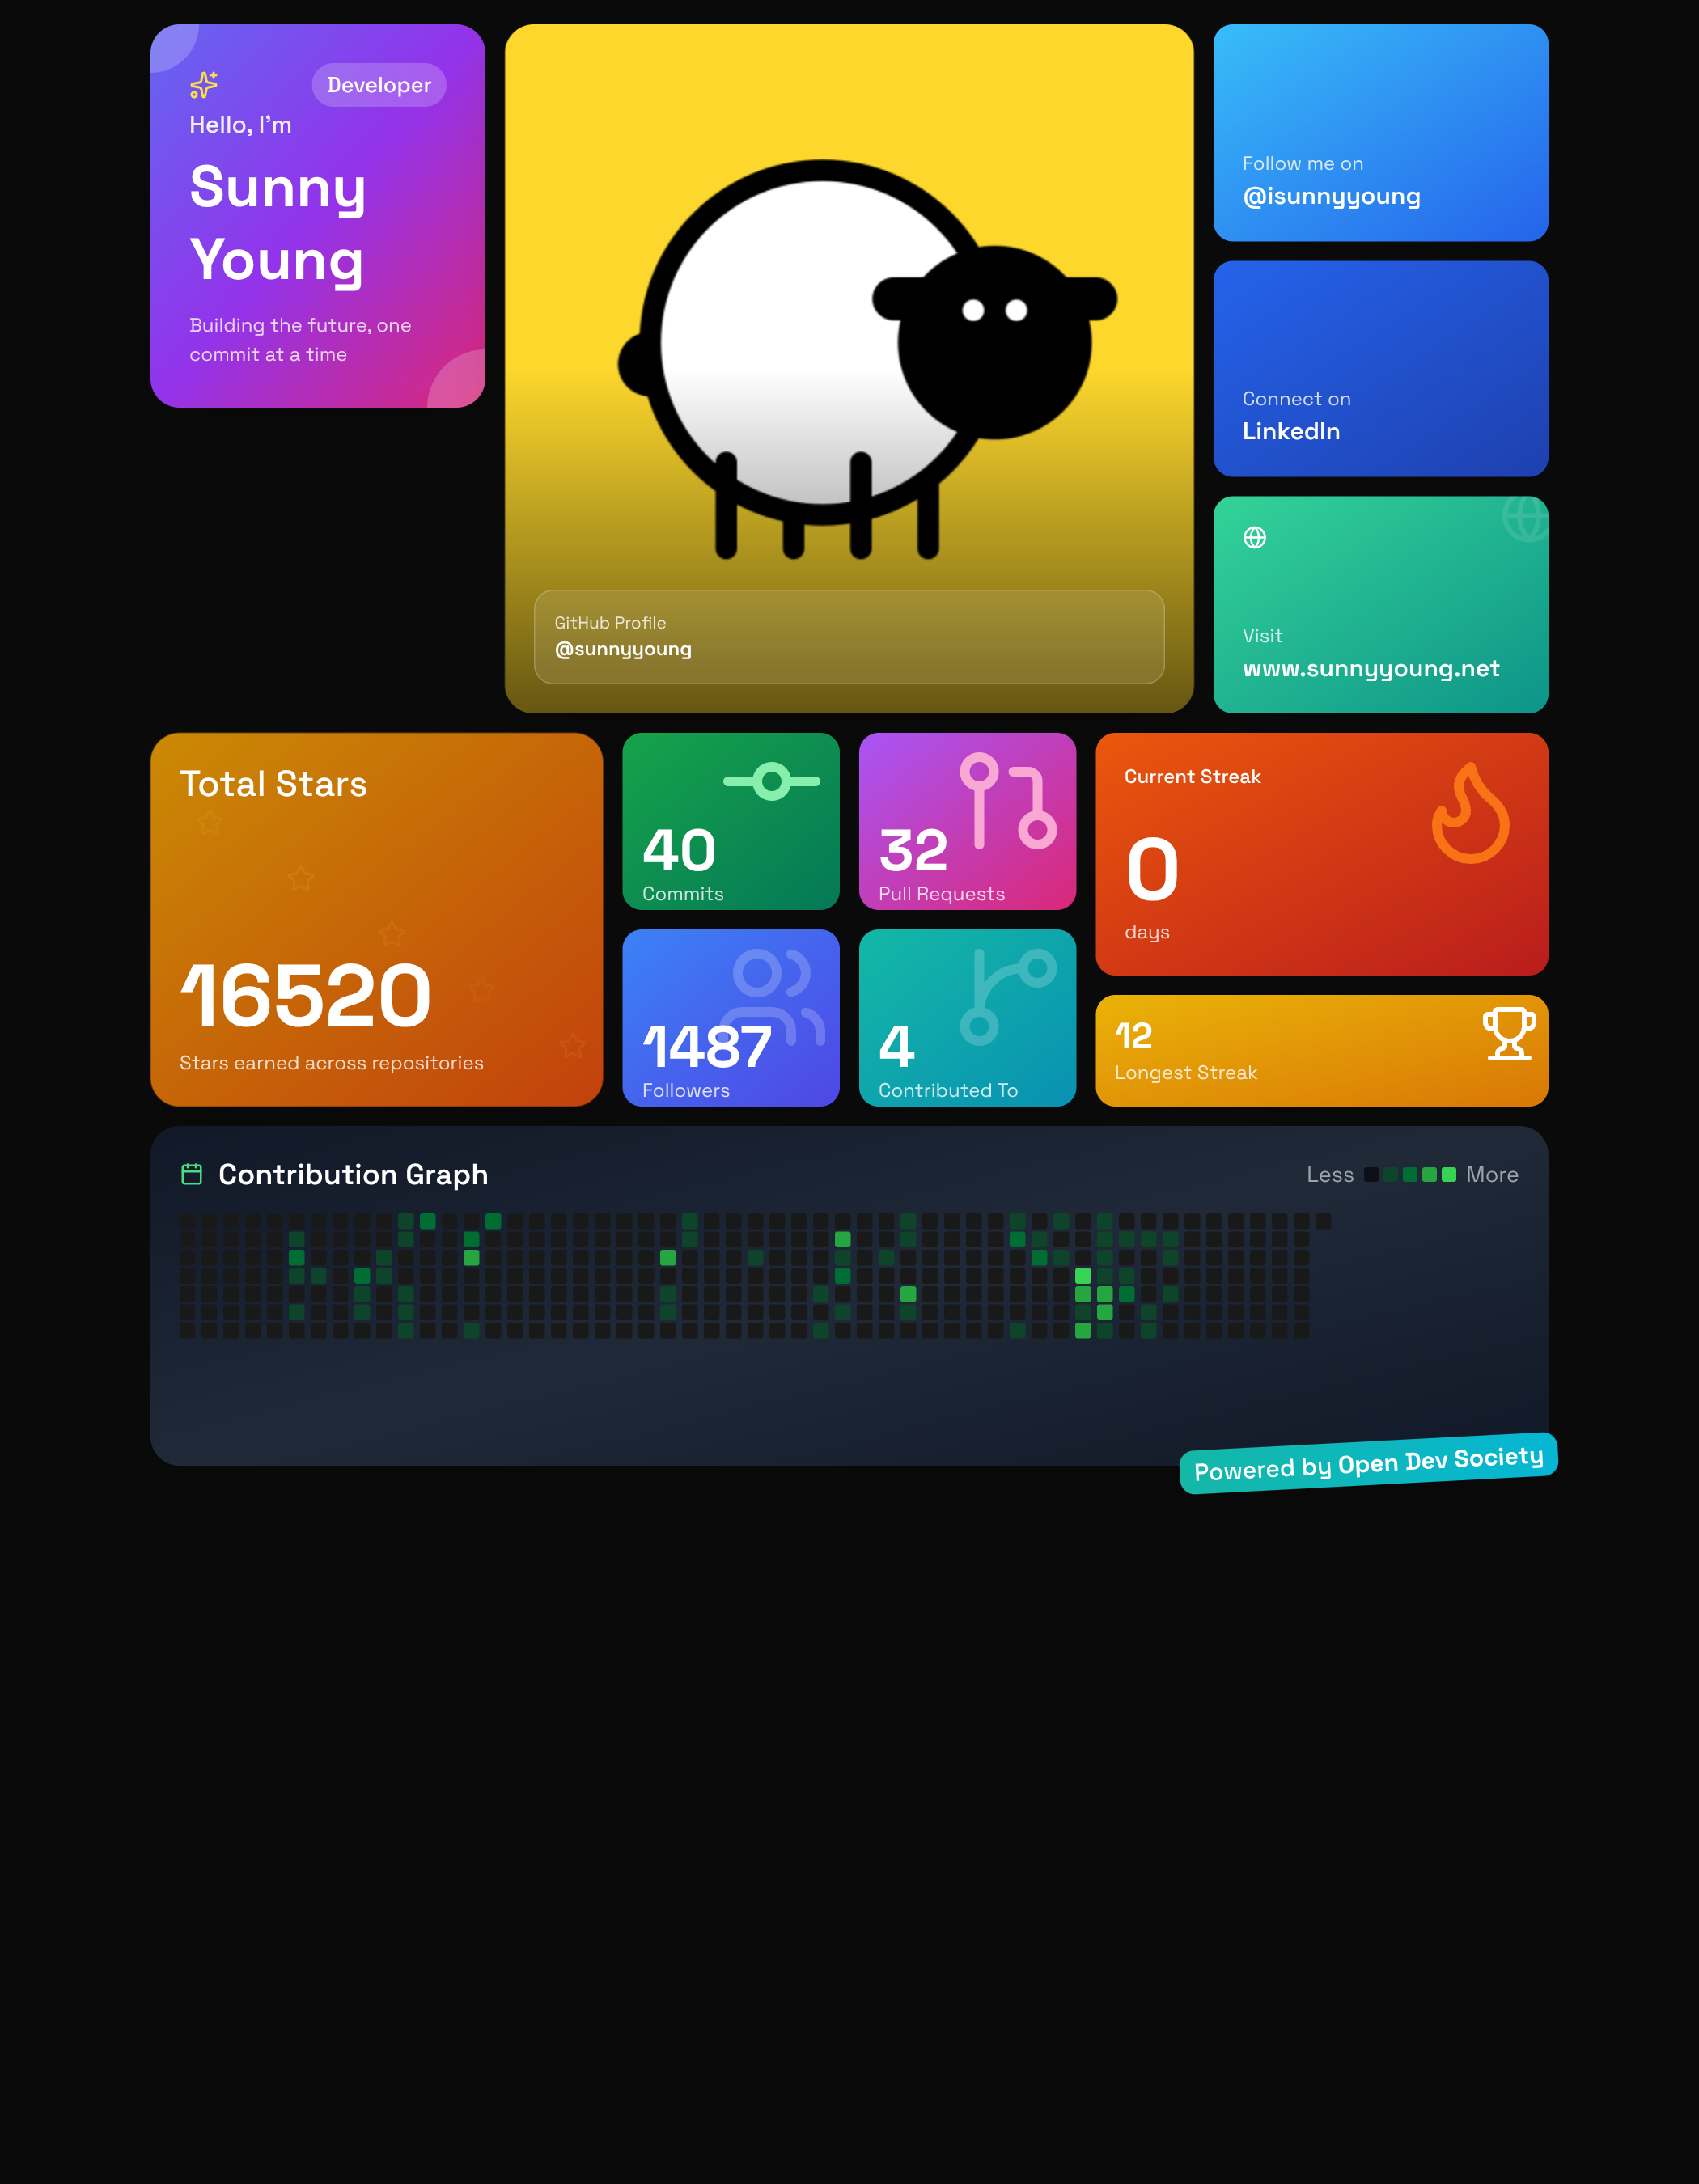 Developer
Hello, I'm
Sunny
Young
Building the future, one
commit at a time
GitHub Profile
@sunnyyoung
Follow me on
@isunnyyoung
Connect on
LinkedIn
Visit
www.sunnyyoung.net
Total Stars
16520
Stars earned across repositories
40
Commits
32
Pull Requests
1487
Followers
4
Contributed To
Current Streak
0
days
12
Longest Streak
Contribution Graph
Less
More
Powered by Open Dev Society